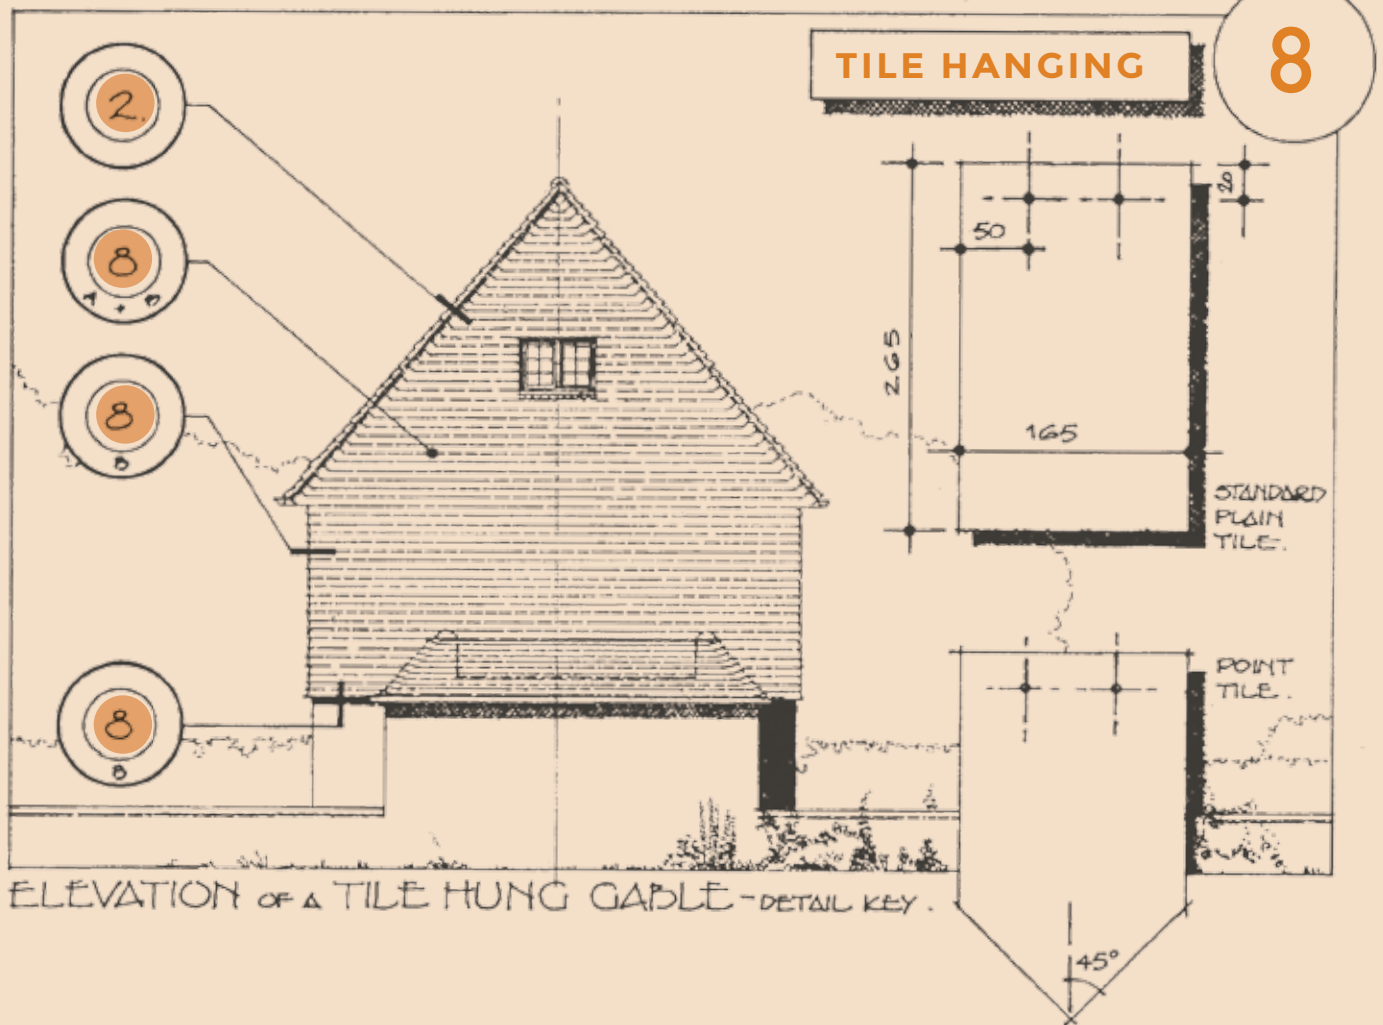 TILE HANGING
8
2.
8
A + B
8
B
8
B
20
50
265
165
STANDARD
PLAIN
TILE.
POINT
TILE.
45°
ELEVATION OF A TILE HUNG GABLE - DETAIL KEY.